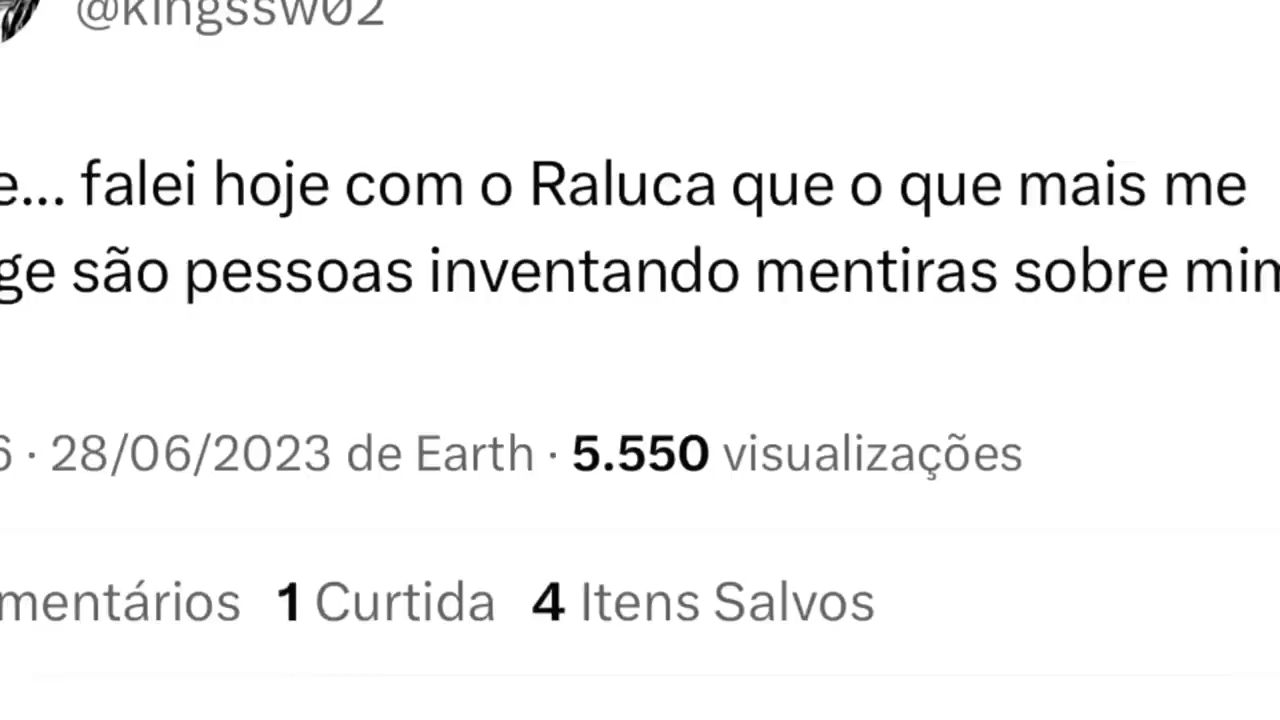 @kingssw02
e... falei hoje com o Raluca que o que mais me
ge são pessoas inventando mentiras sobre mim
6 · 28/06/2023 de Earth · 5.550 visualizações
mentários 1 Curtida 4 Itens Salvos